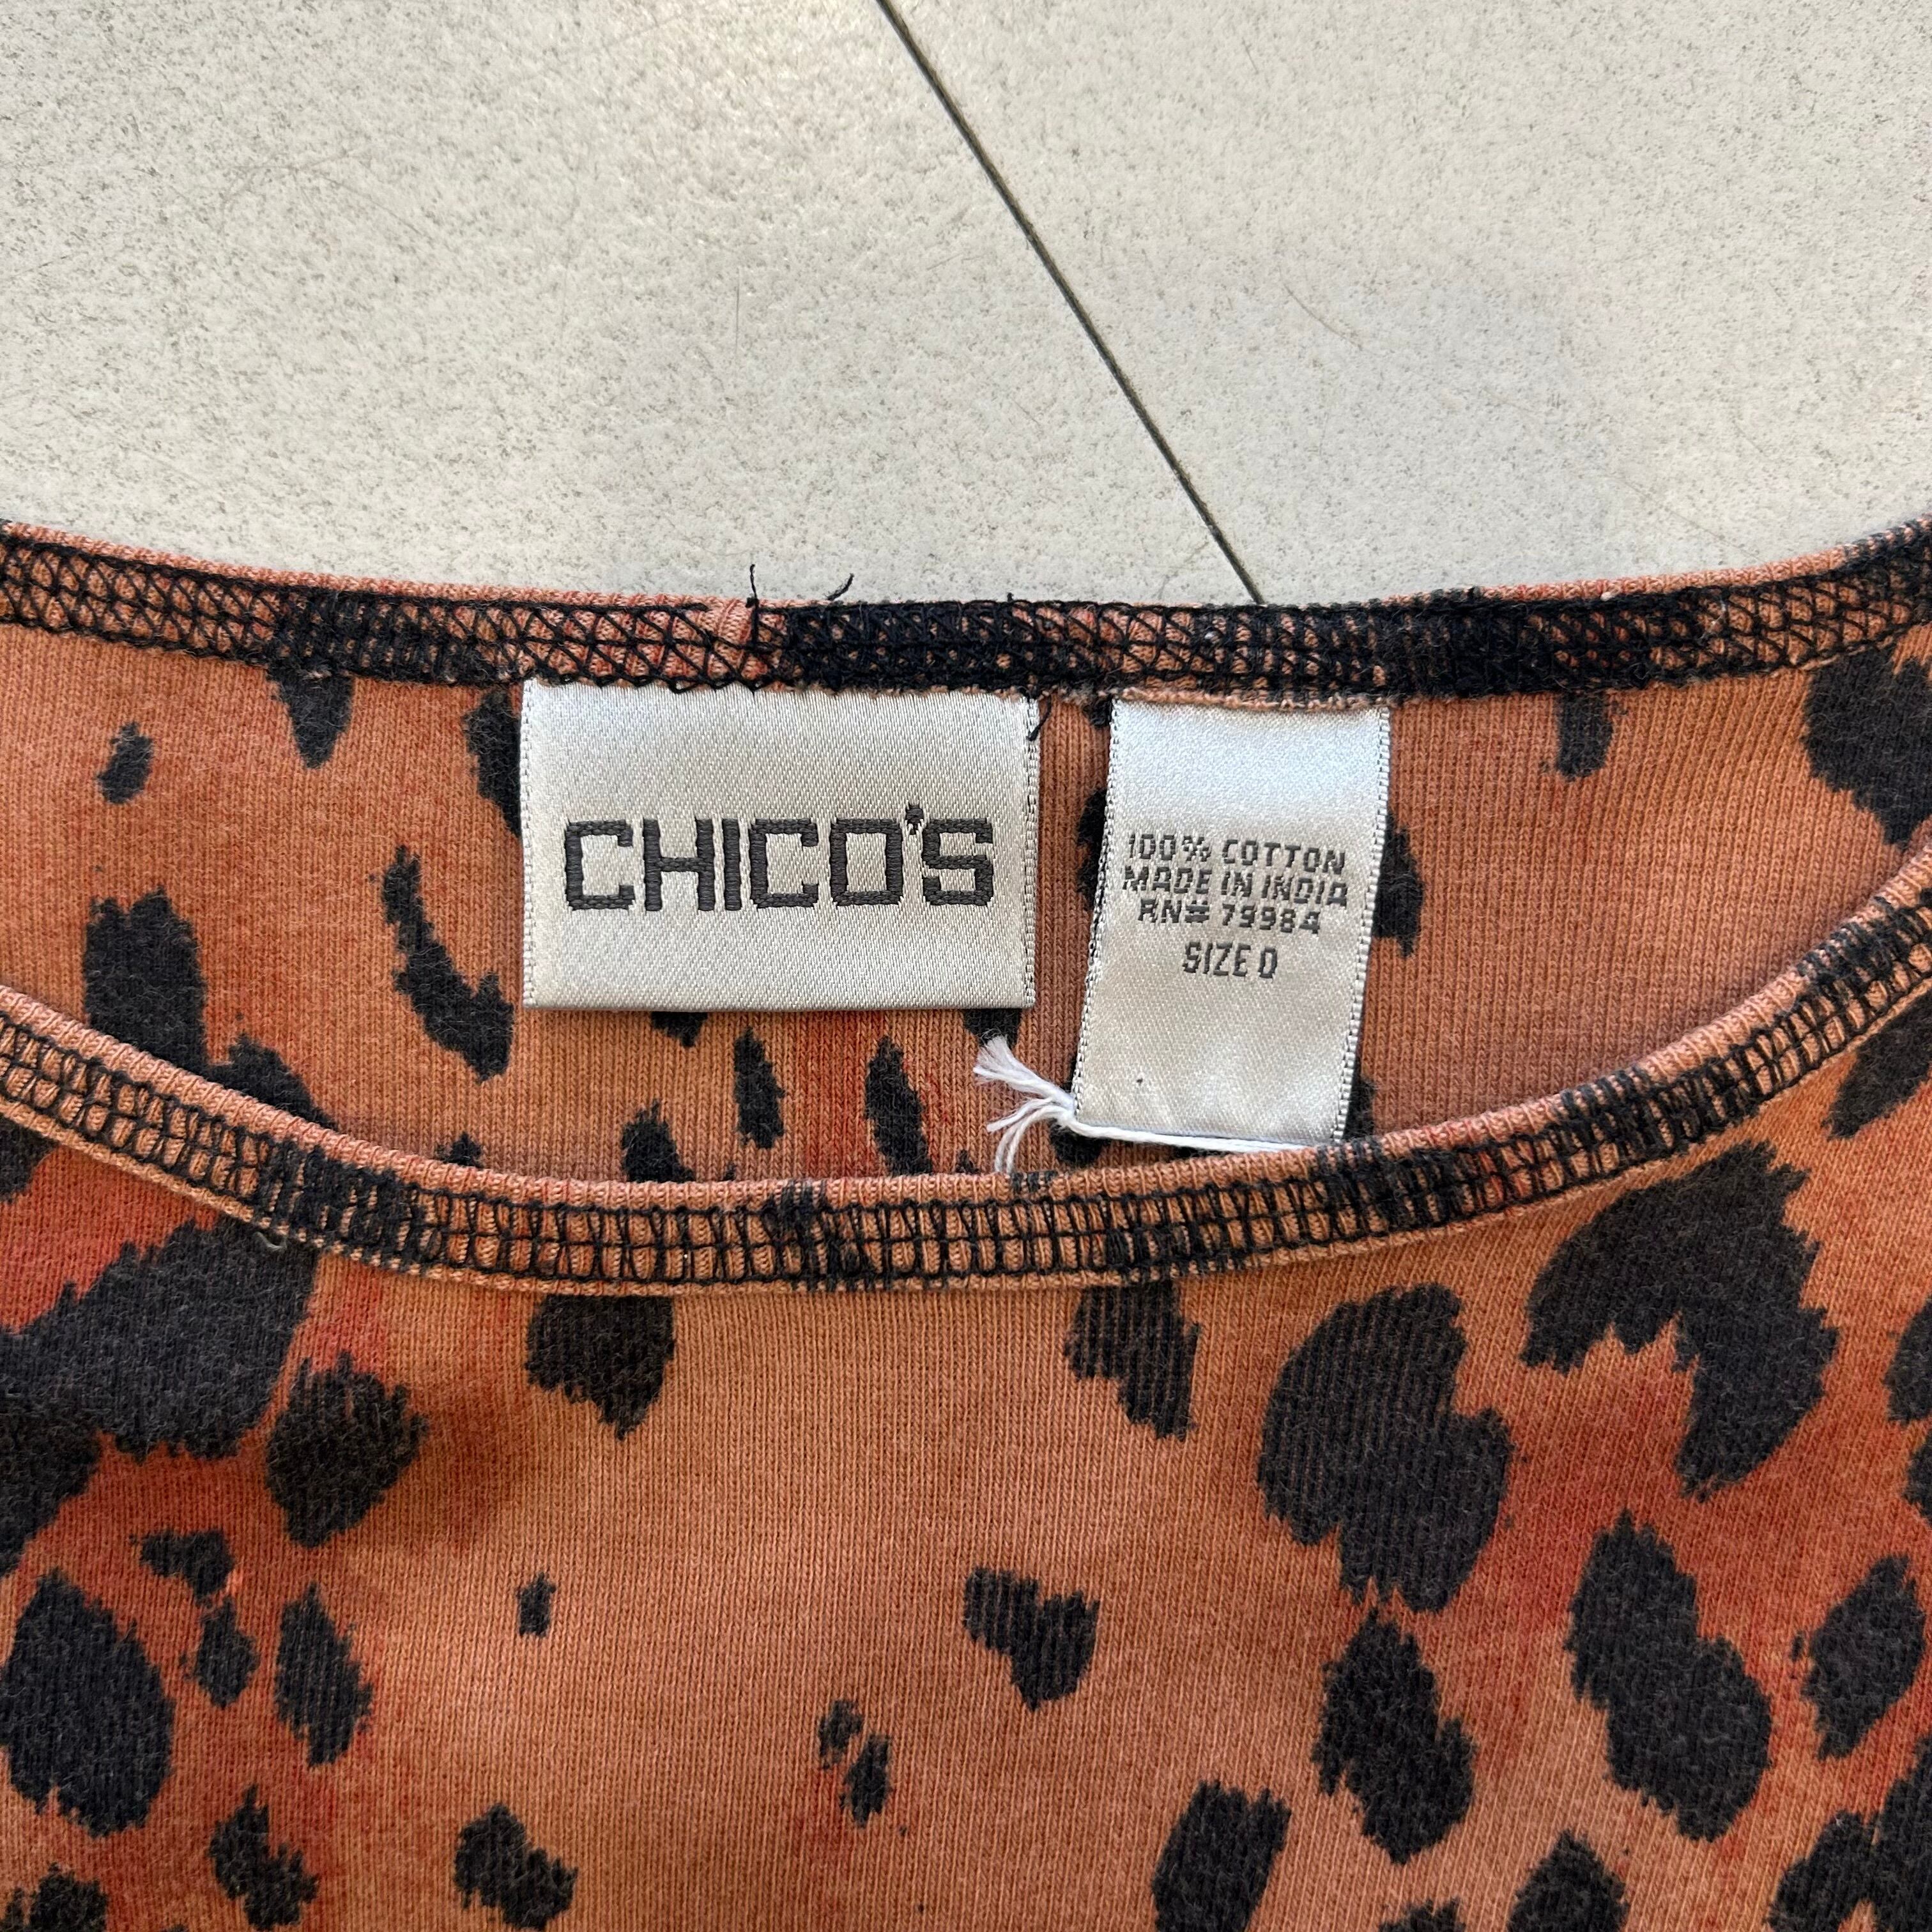 CHICO'S
100% COTTON
MADE IN INDIA
RN# 79984
SIZE 0